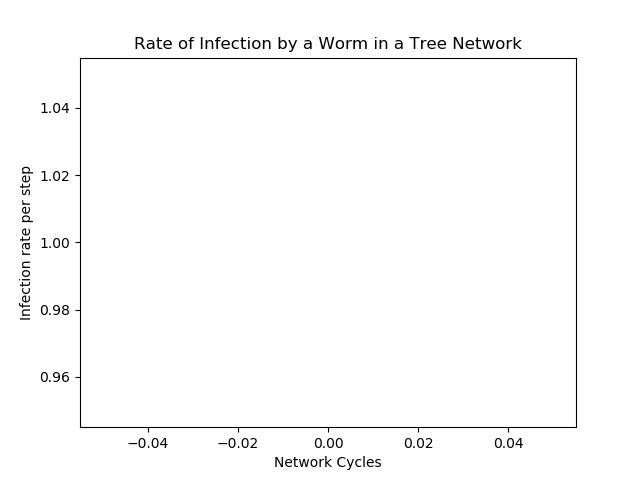 Rate of Infection by a Worm in a Tree Network
1.04
1.02
1.00
0.98
0.96
Infection rate per step
−0.04 −0.02 0.00 0.02 0.04
Network Cycles